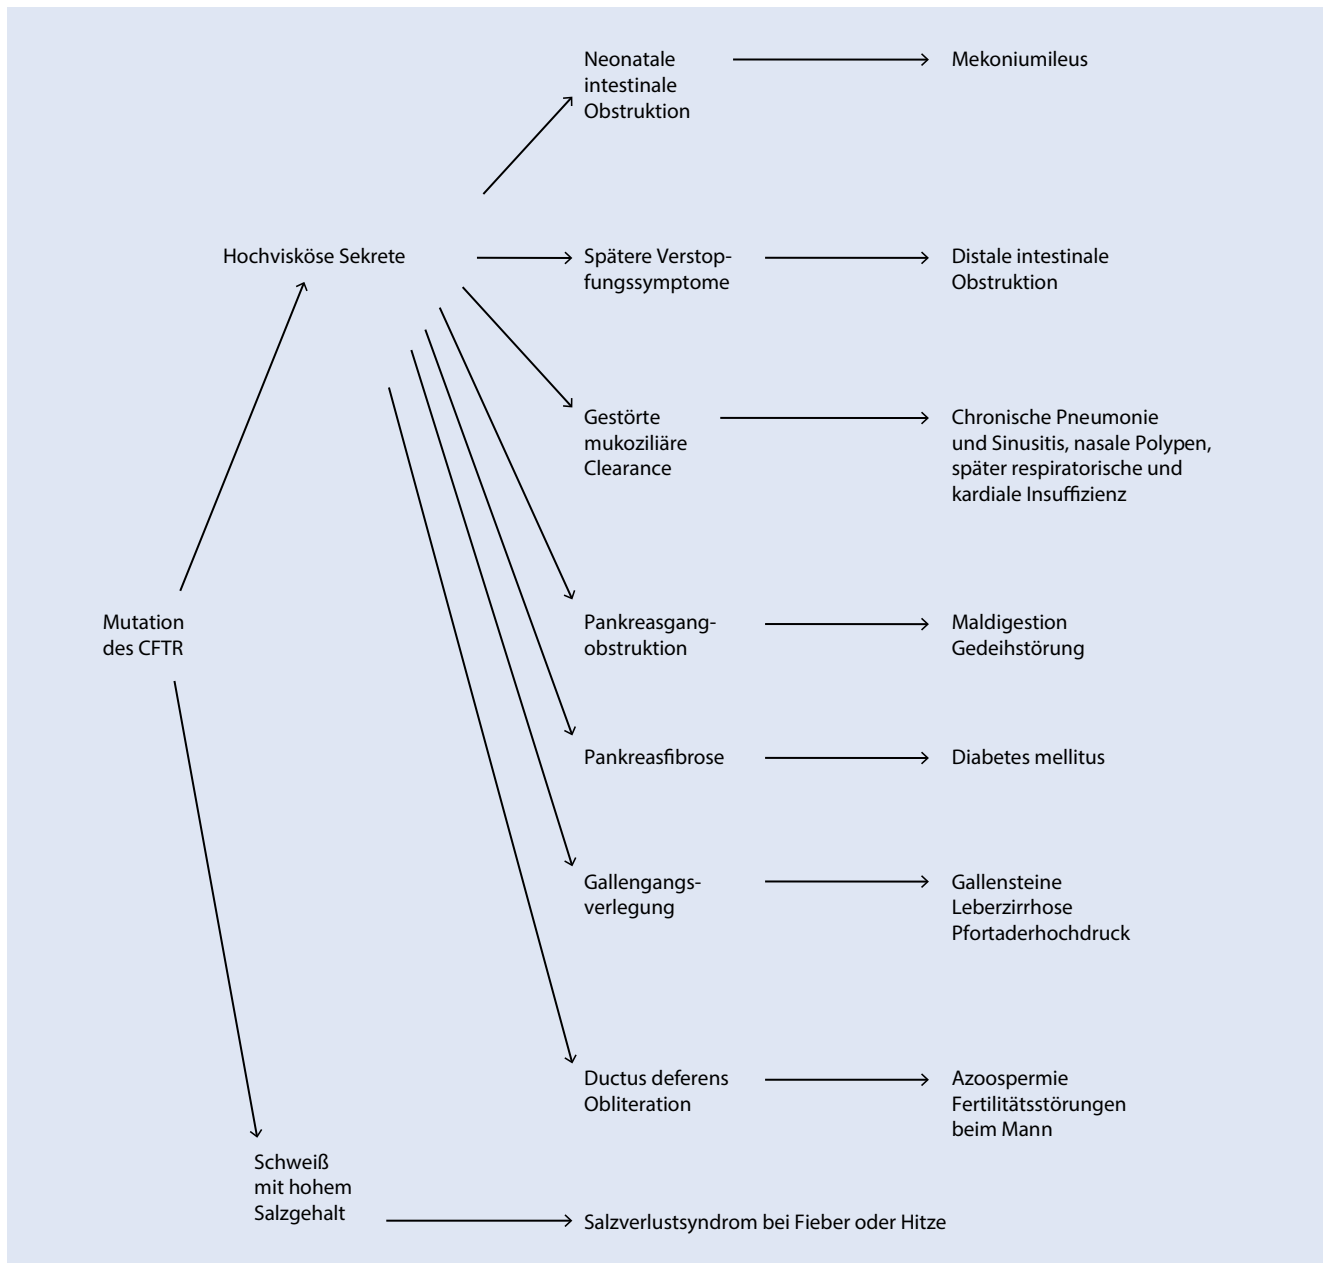 Neonatale
intestinale
Obstruktion
Mekoniumileus
Hochvisköse Sekrete
Spätere Verstop-
fungssymptome
Distale intestinale
Obstruktion
Gestörte
mukoziliäre
Clearance
Chronische Pneumonie
und Sinusitis, nasale Polypen,
später respiratorische und
kardiale Insuffizienz
Mutation
des CFTR
Pankreasgang-
obstruktion
Maldigestion
Gedeihstörung
Pankreasfibrose
Diabetes mellitus
Gallengangs-
verlegung
Gallensteine
Leberzirrhose
Pfortaderhochdruck
Ductus deferens
Obliteration
Azoospermie
Fertilitätsstörungen
beim Mann
Schweiß
mit hohem
Salzgehalt
Salzverlustsyndrom bei Fieber oder Hitze